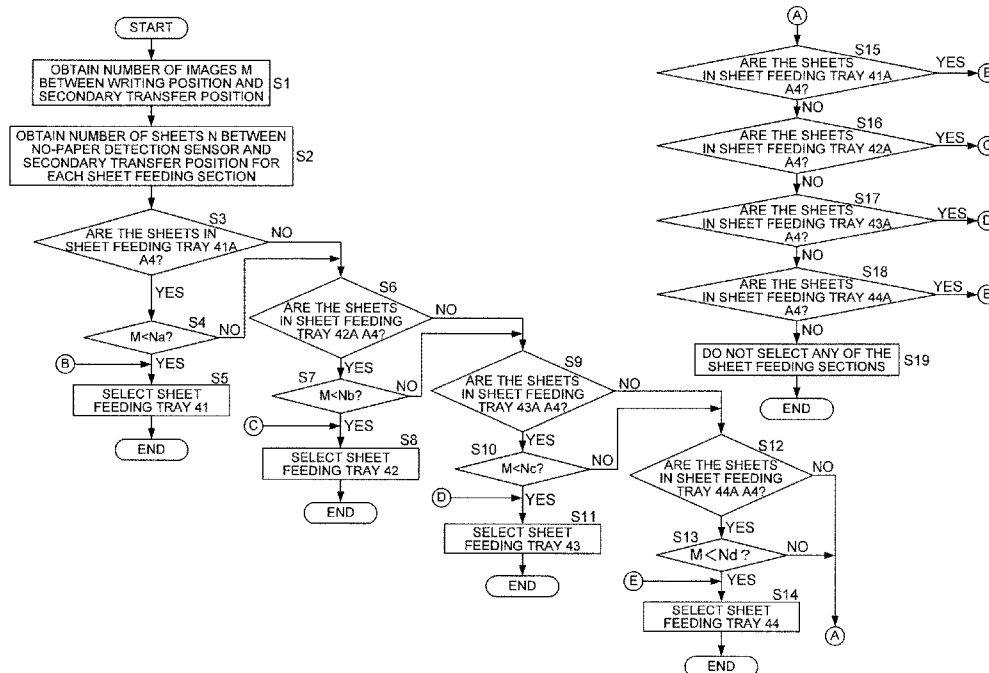 START
OBTAIN NUMBER OF IMAGES M
BETWEEN WRITING POSITION AND
SECONDARY TRANSFER POSITION
S1
OBTAIN NUMBER OF SHEETS N BETWEEN
NO-PAPER DETECTION SENSOR AND
SECONDARY TRANSFER POSITION FOR
EACH SHEET FEEDING SECTION
S2
S3
ARE THE SHEETS IN
SHEET FEEDING TRAY 41A
A4?
NO
YES
S4
M<Na?
NO
B
YES
S5
SELECT SHEET
FEEDING TRAY 41
END
S6
ARE THE SHEETS
IN SHEET FEEDING
TRAY 42A A4?
NO
YES
S7
M<Nb?
NO
C
YES
S8
SELECT SHEET
FEEDING TRAY 42
END
S9
ARE THE SHEETS
IN SHEET FEEDING
TRAY 43A A4?
NO
YES
S10
M<Nc?
NO
D
YES
S11
SELECT SHEET
FEEDING TRAY 43
END
S12
ARE THE SHEETS
IN SHEET FEEDING
TRAY 44A A4?
NO
YES
S13
M<Nd?
NO
E
YES
S14
SELECT SHEET
FEEDING TRAY 44
END
A
A
S15
ARE THE SHEETS
IN SHEET FEEDING TRAY 41A
A4?
YES
B
NO
S16
ARE THE SHEETS
IN SHEET FEEDING TRAY 42A
A4?
YES
C
NO
S17
ARE THE SHEETS
IN SHEET FEEDING TRAY 43A
A4?
YES
D
NO
S18
ARE THE SHEETS
IN SHEET FEEDING TRAY 44A
A4?
YES
E
NO
DO NOT SELECT ANY OF THE
SHEET FEEDING SECTIONS
S19
END